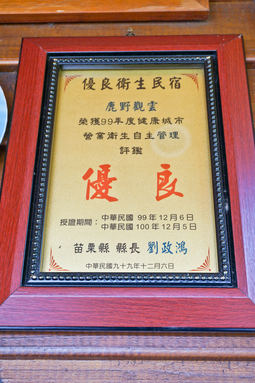 優良衛生民宿
鹿野觀雲
榮獲99年度健康城市
營業衛生自主管理
評鑑
優良
授證期間：中華民國 99年12月6日
中華民國 100年12月5日
苗栗縣 縣長 劉政鴻
中華民國九十九年十二月六日